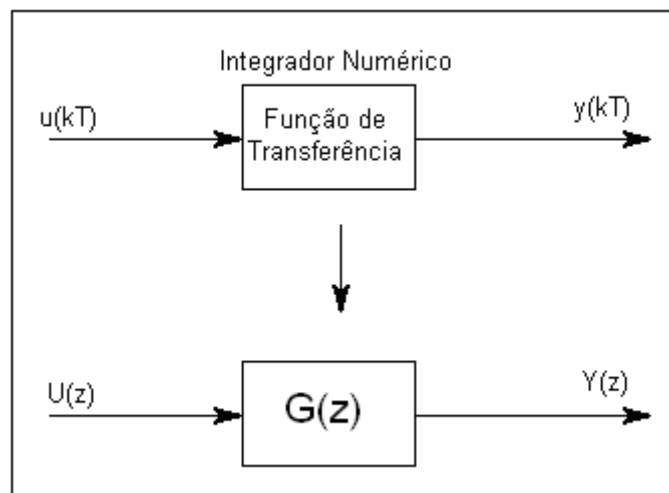 Integrador Numérico
u(kT)
Função de
Transferência
y(kT)
U(z)
G(z)
Y(z)